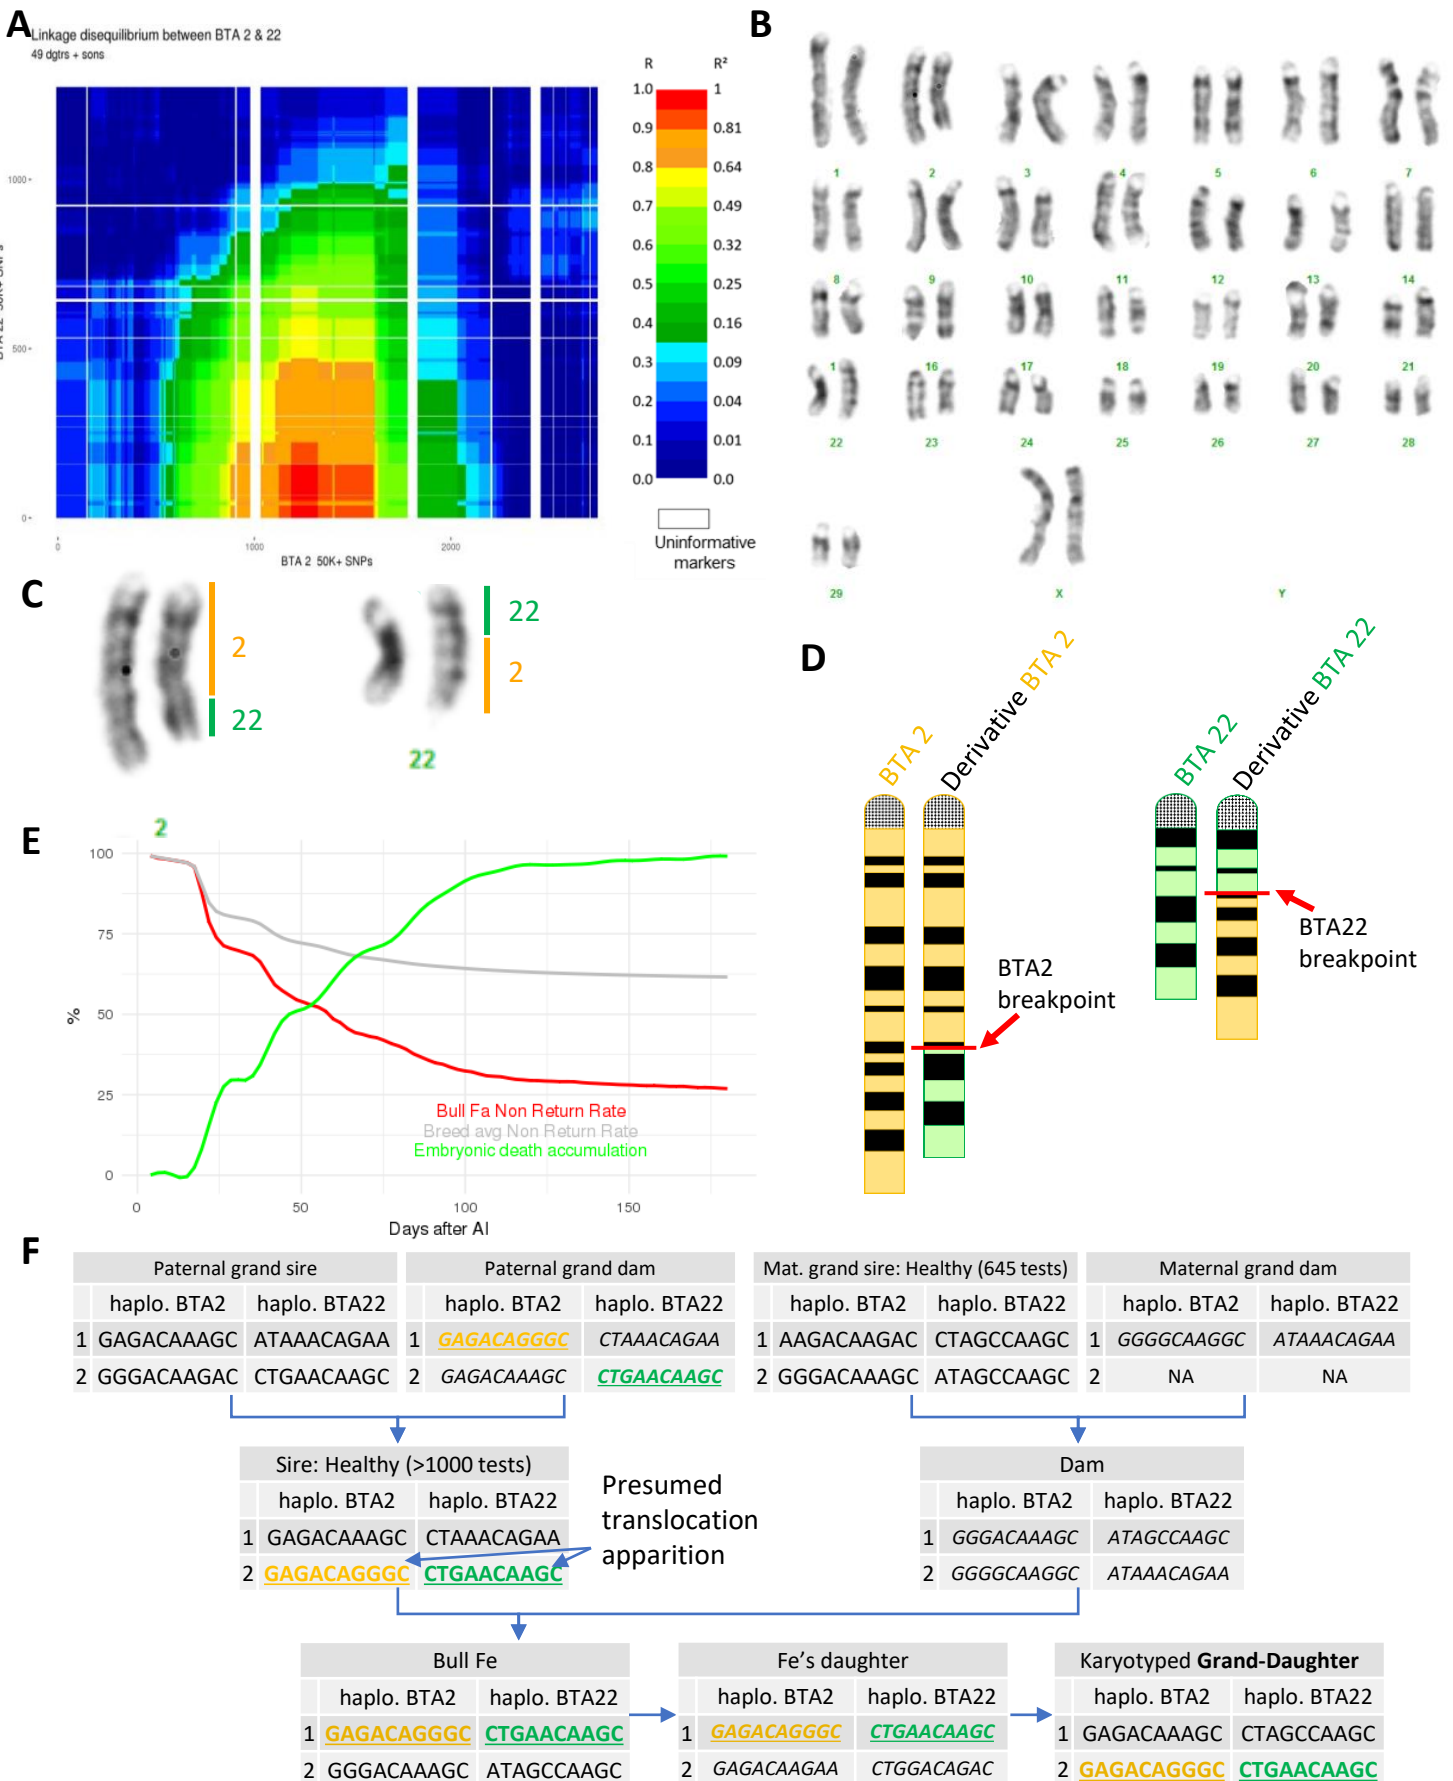 A
Linkage disequilibrium between BTA 2 & 22
49 dgtrs + sons
R R²
1.0 1
0.9 0.81
0.8 0.64
0.7 0.49
0.6 0.32
0.5 0.25
0.4 0.16
0.3 0.09
0.2 0.04
0.1 0.01
0.0 0.0
1000
500
0
BTA 22 50K+ SNPs
0 1000 2000
BTA 2 50K+ SNPs
Uninformative
markers
B
1 2 3 4 5 6 7
8 9 10 11 12 13 14
1 16 17 18 19 20 21
22 23 24 25 26 27 28
29 X Y
C
2
22
22
2
22
2
D
BTA 2
Derivative BTA 2
BTA 22
Derivative BTA 22
BTA2
breakpoint
BTA22
breakpoint
E
100
75
50
25
0
%
Bull Fa Non Return Rate
Breed avg Non Return Rate
Embryonic death accumulation
0 50 100 150
Days after AI
F
Paternal grand sire
haplo. BTA2 haplo. BTA22
1 GAGACAAAGC ATAAACAGAA
2 GGGACAAGAC CTGAACAAGC
Paternal grand dam
haplo. BTA2 haplo. BTA22
1 GAGACAGGGC CTAAACAGAA
2 GAGACAAAGC CTGAACAAGC
Mat. grand sire: Healthy (645 tests)
haplo. BTA2 haplo. BTA22
1 AAGACAAGAC CTAGCCAAGC
2 GGGACAAAGC ATAGCCAAGC
Maternal grand dam
haplo. BTA2 haplo. BTA22
1 GGGGCAAGGC ATAAACAGAA
2 NA NA
Sire: Healthy (>1000 tests)
haplo. BTA2 haplo. BTA22
1 GAGACAAAGC CTAAACAGAA
2 GAGACAGGGC CTGAACAAGC
Presumed
translocation
apparition
Dam
haplo. BTA2 haplo. BTA22
1 GGGACAAAGC ATAGCCAAGC
2 GGGGCAAGGC ATAAACAGAA
Bull Fe
haplo. BTA2 haplo. BTA22
1 GAGACAGGGC CTGAACAAGC
2 GGGACAAAGC ATAGCCAAGC
Fe's daughter
haplo. BTA2 haplo. BTA22
1 GAGACAGGGC CTGAACAAGC
2 GAGACAAGAA CTGGACAGAC
Karyotyped Grand-Daughter
haplo. BTA2 haplo. BTA22
1 GAGACAAAGC CTAGCCAAGC
2 GAGACAGGGC CTGAACAAGC